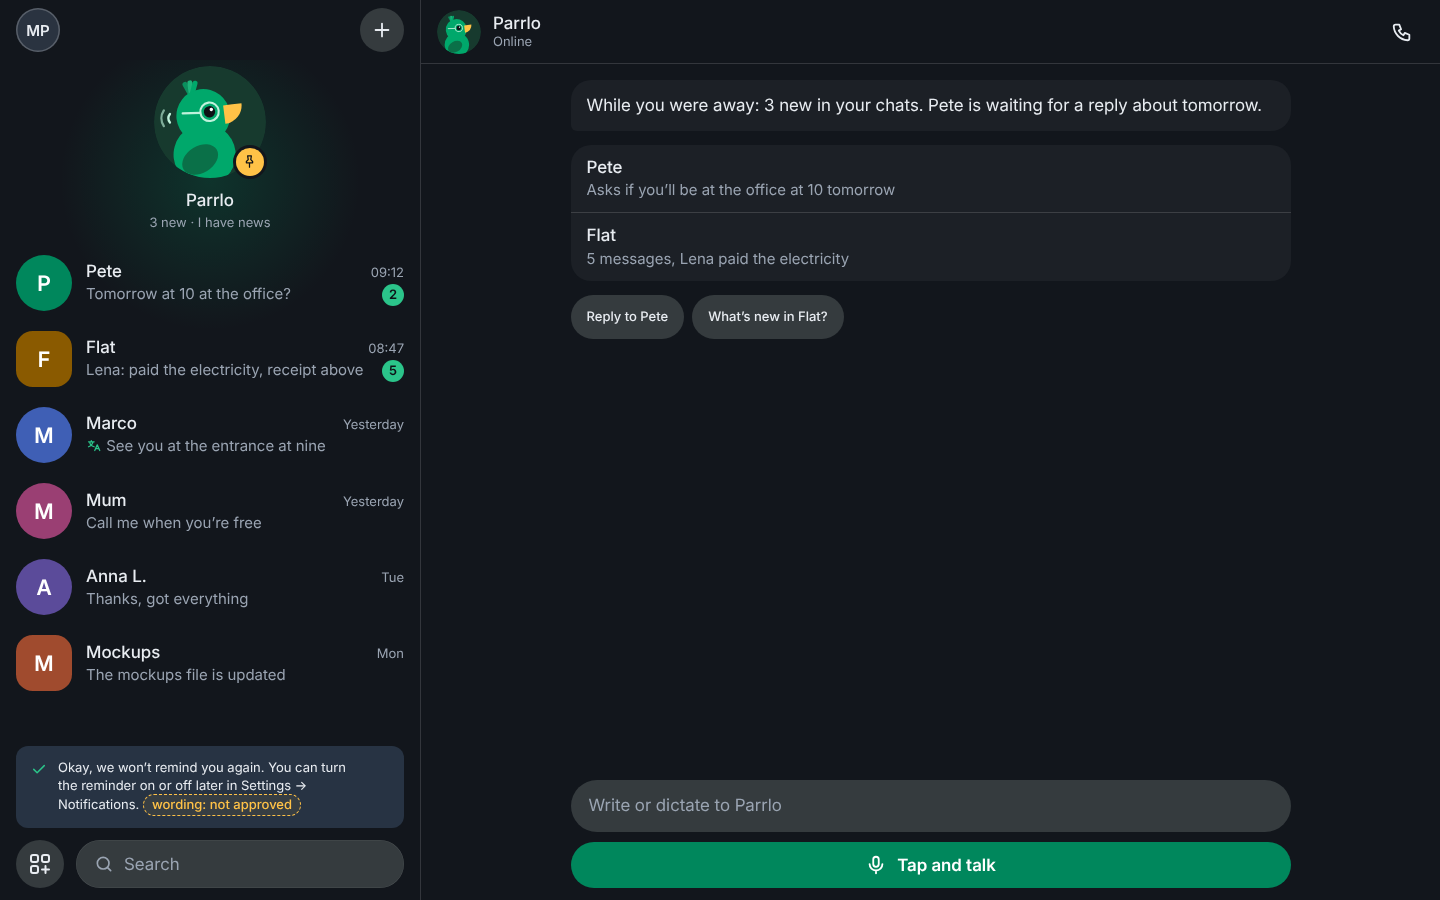 MP
Parrlo
3 new · I have news
P
Pete
09:12
Tomorrow at 10 at the office?
2
F
Flat
08:47
Lena: paid the electricity, receipt above
5
M
Marco
Yesterday
See you at the entrance at nine
M
Mum
Yesterday
Call me when you’re free
A
Anna L.
Tue
Thanks, got everything
M
Mockups
Mon
The mockups file is updated
Okay, we won’t remind you again. You can turn
the reminder on or off later in Settings →
Notifications. wording: not approved
Search
Parrlo
Online
While you were away: 3 new in your chats. Pete is waiting for a reply about tomorrow.
Pete
Asks if you’ll be at the office at 10 tomorrow
Flat
5 messages, Lena paid the electricity
Reply to Pete
What’s new in Flat?
Write or dictate to Parrlo
Tap and talk